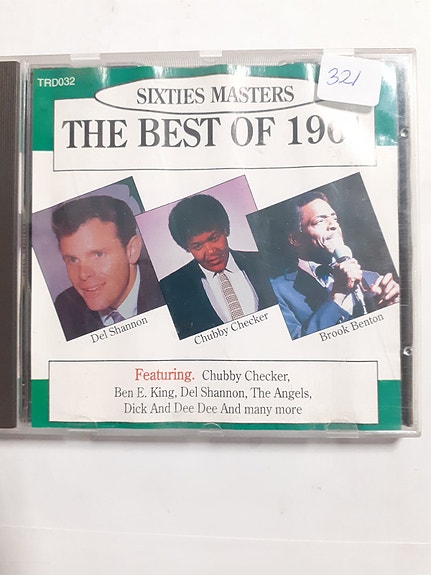 TRD032
321
SIXTIES MASTERS
THE BEST OF 196
Del Shannon
Chubby Checker
Brook Benton
Featuring. Chubby Checker,
Ben E. King, Del Shannon, The Angels,
Dick And Dee Dee And many more